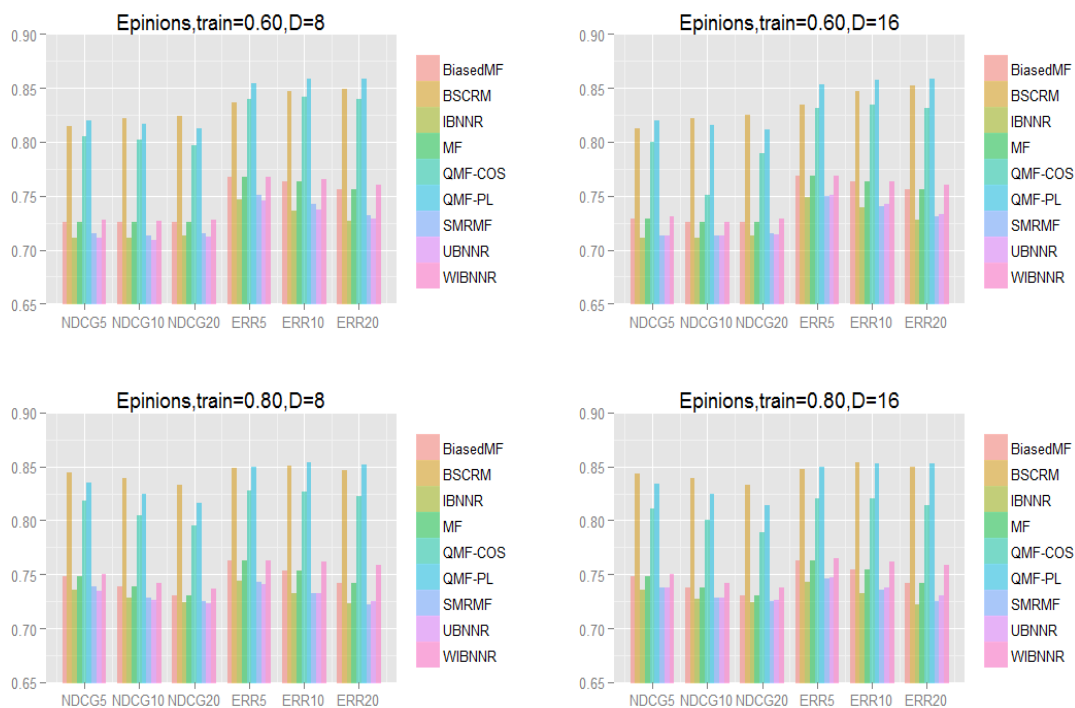 Epinions,train=0.60,D=8
0.90
0.85
0.80
0.75
0.70
0.65
NDCG5 NDCG10 NDCG20 ERR5 ERR10 ERR20
BiasedMF
BSCRM
IBNNR
MF
QMF-COS
QMF-PL
SMRMF
UBNNR
WIBNNR
Epinions,train=0.60,D=16
0.90
0.85
0.80
0.75
0.70
0.65
NDCG5 NDCG10 NDCG20 ERR5 ERR10 ERR20
BiasedMF
BSCRM
IBNNR
MF
QMF-COS
QMF-PL
SMRMF
UBNNR
WIBNNR
Epinions,train=0.80,D=8
0.90
0.85
0.80
0.75
0.70
0.65
NDCG5 NDCG10 NDCG20 ERR5 ERR10 ERR20
BiasedMF
BSCRM
IBNNR
MF
QMF-COS
QMF-PL
SMRMF
UBNNR
WIBNNR
Epinions,train=0.80,D=16
0.90
0.85
0.80
0.75
0.70
0.65
NDCG5 NDCG10 NDCG20 ERR5 ERR10 ERR20
BiasedMF
BSCRM
IBNNR
MF
QMF-COS
QMF-PL
SMRMF
UBNNR
WIBNNR